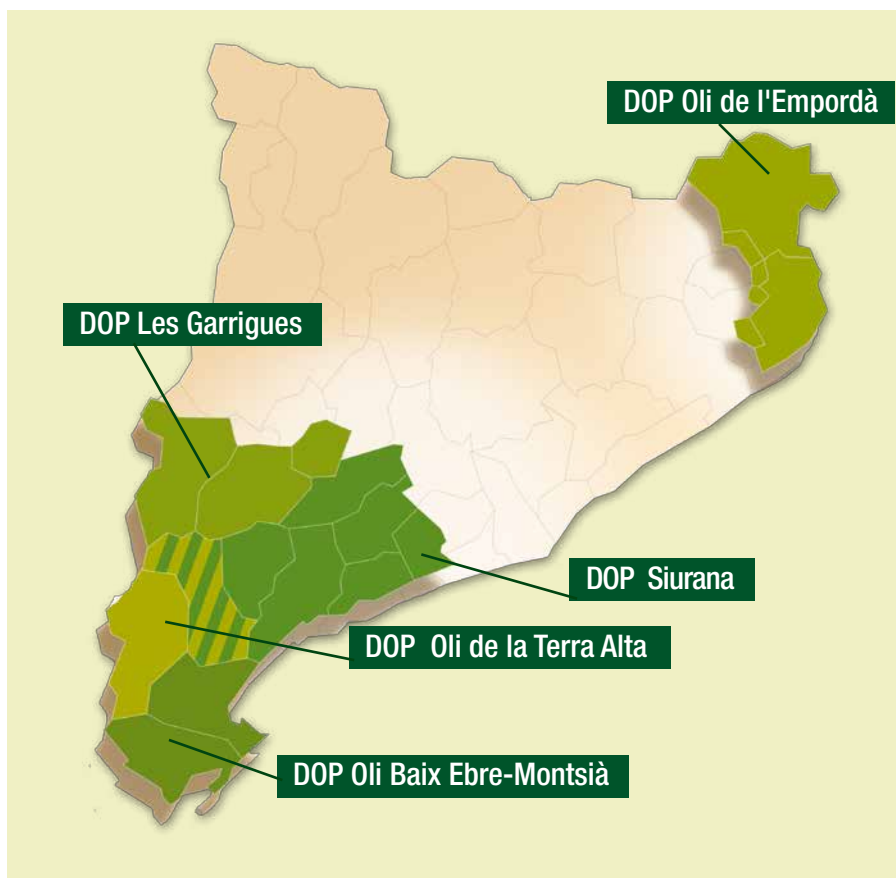 DOP Oli de l'Empordà
DOP Les Garrigues
DOP Siurana
DOP Oli de la Terra Alta
DOP Oli Baix Ebre-Montsià